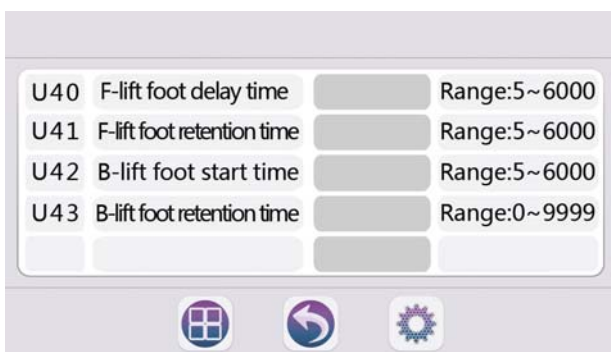 U40 F-lift foot delay time Range:5~6000
U41 F-lift foot retention time Range:5~6000
U42 B-lift foot start time Range:5~6000
U43 B-lift foot retention time Range:0~9999